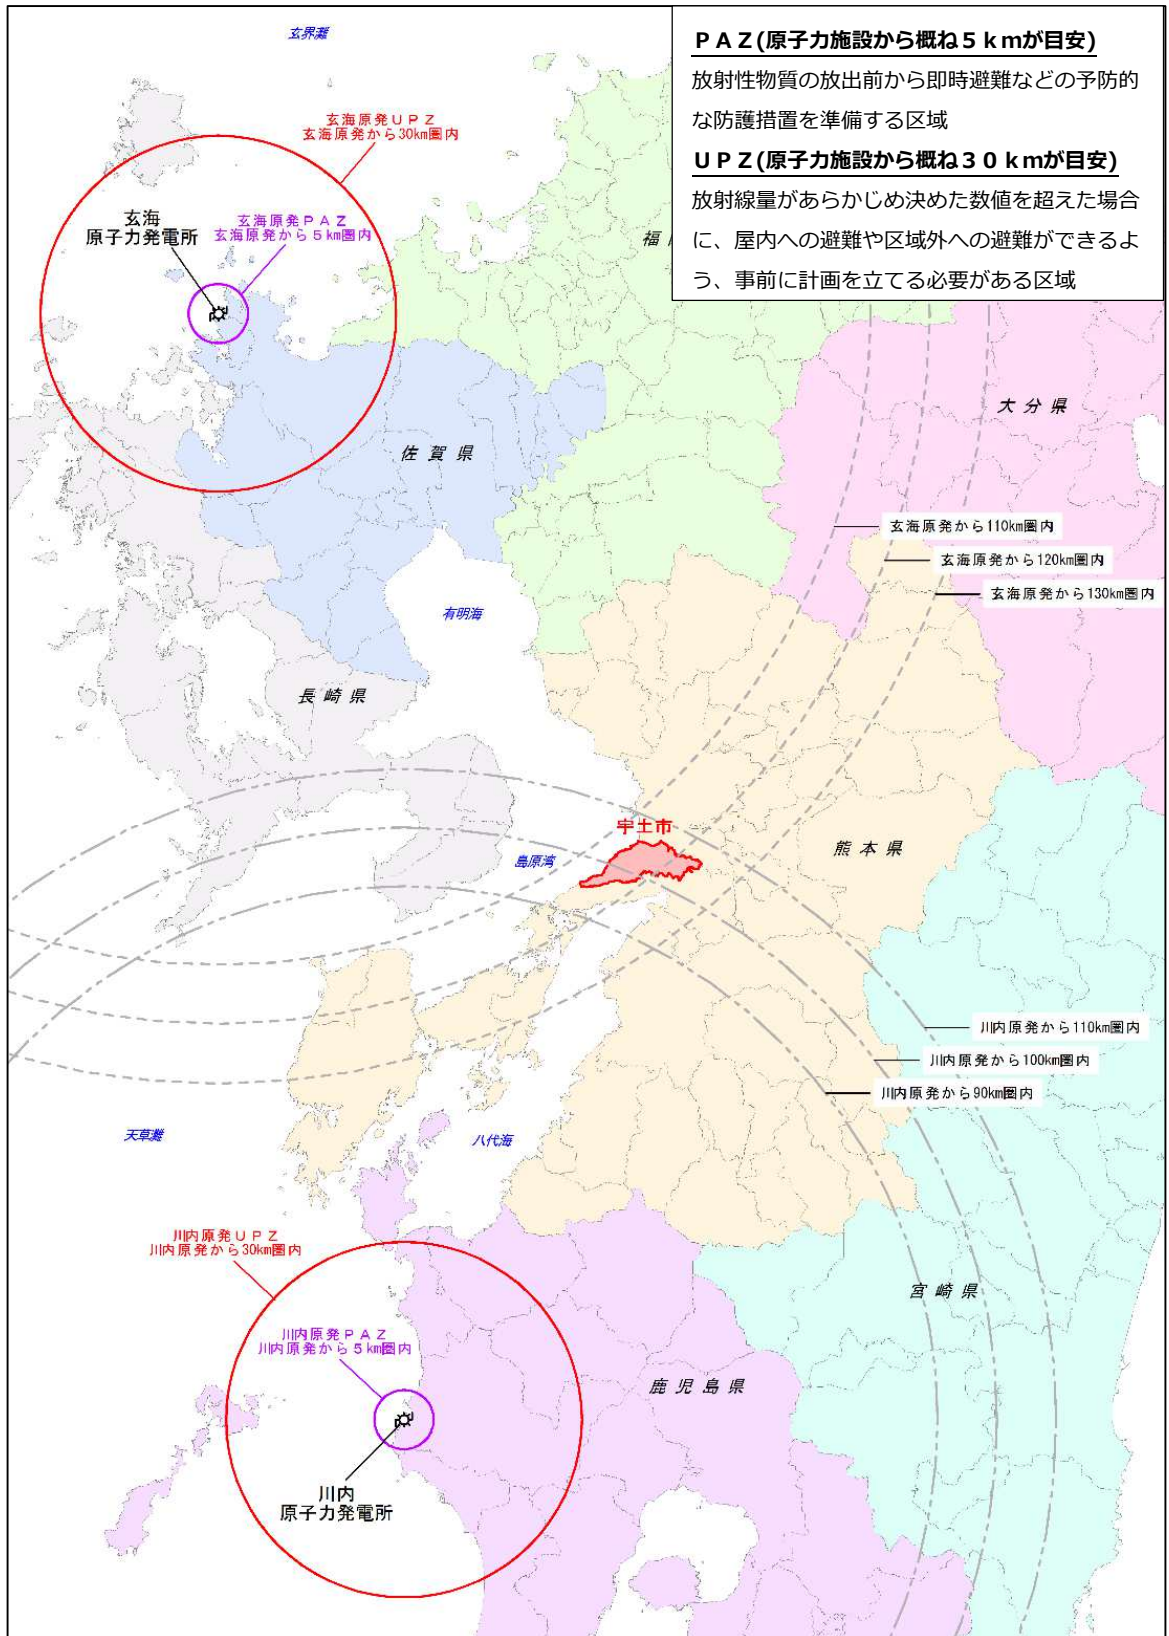 玄界灘
PAZ(原子力施設から概ね5kmが目安)
放射性物質の放出前から即時避難などの予防的
な防護措置を準備する区域
UPZ(原子力施設から概ね30kmが目安)
放射線量があらかじめ決めた数値を超えた場合
に、屋内への避難や区域外への避難ができるよ
う、事前に計画を立てる必要がある区域
玄海原発UPZ
玄海原発から30km圏内
玄海
原子力発電所
玄海原発PAZ
玄海原発から5km圏内
福
大分県
佐賀県
玄海原発から110km圏内
玄海原発から120km圏内
玄海原発から130km圏内
有明海
長崎県
宇土市
島原湾
熊本県
川内原発から110km圏内
川内原発から100km圏内
川内原発から90km圏内
天草灘
八代海
川内原発UPZ
川内原発から30km圏内
宮崎県
川内原発PAZ
川内原発から5km圏内
鹿児島県
川内
原子力発電所